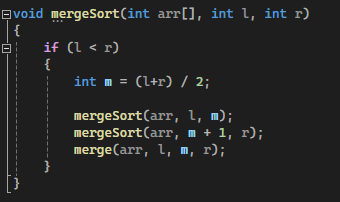 void mergeSort(int arr[], int l, int r)
{
    if (l < r)
    {
        int m = (l+r) / 2;

        mergeSort(arr, l, m);
        mergeSort(arr, m + 1, r);
        merge(arr, l, m, r);
    }
}